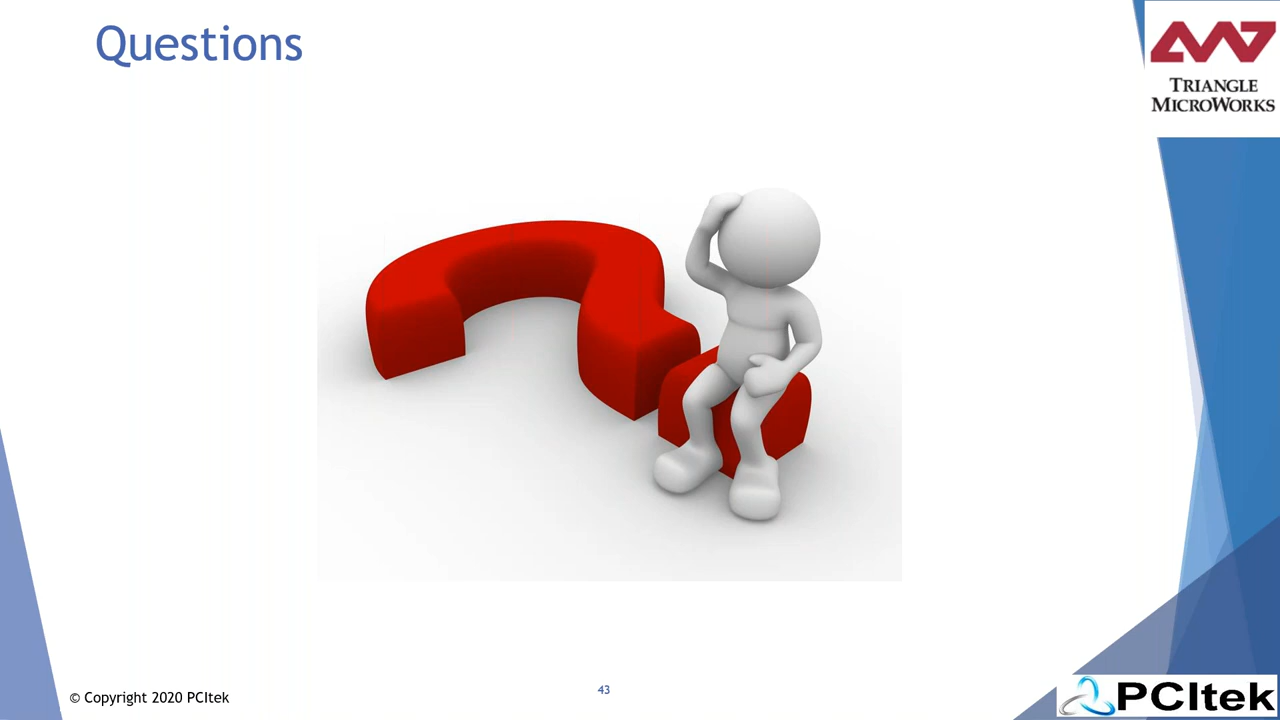 Questions
TRIANGLE
MICROWORKS
© Copyright 2020 PCItek
43
PCItek